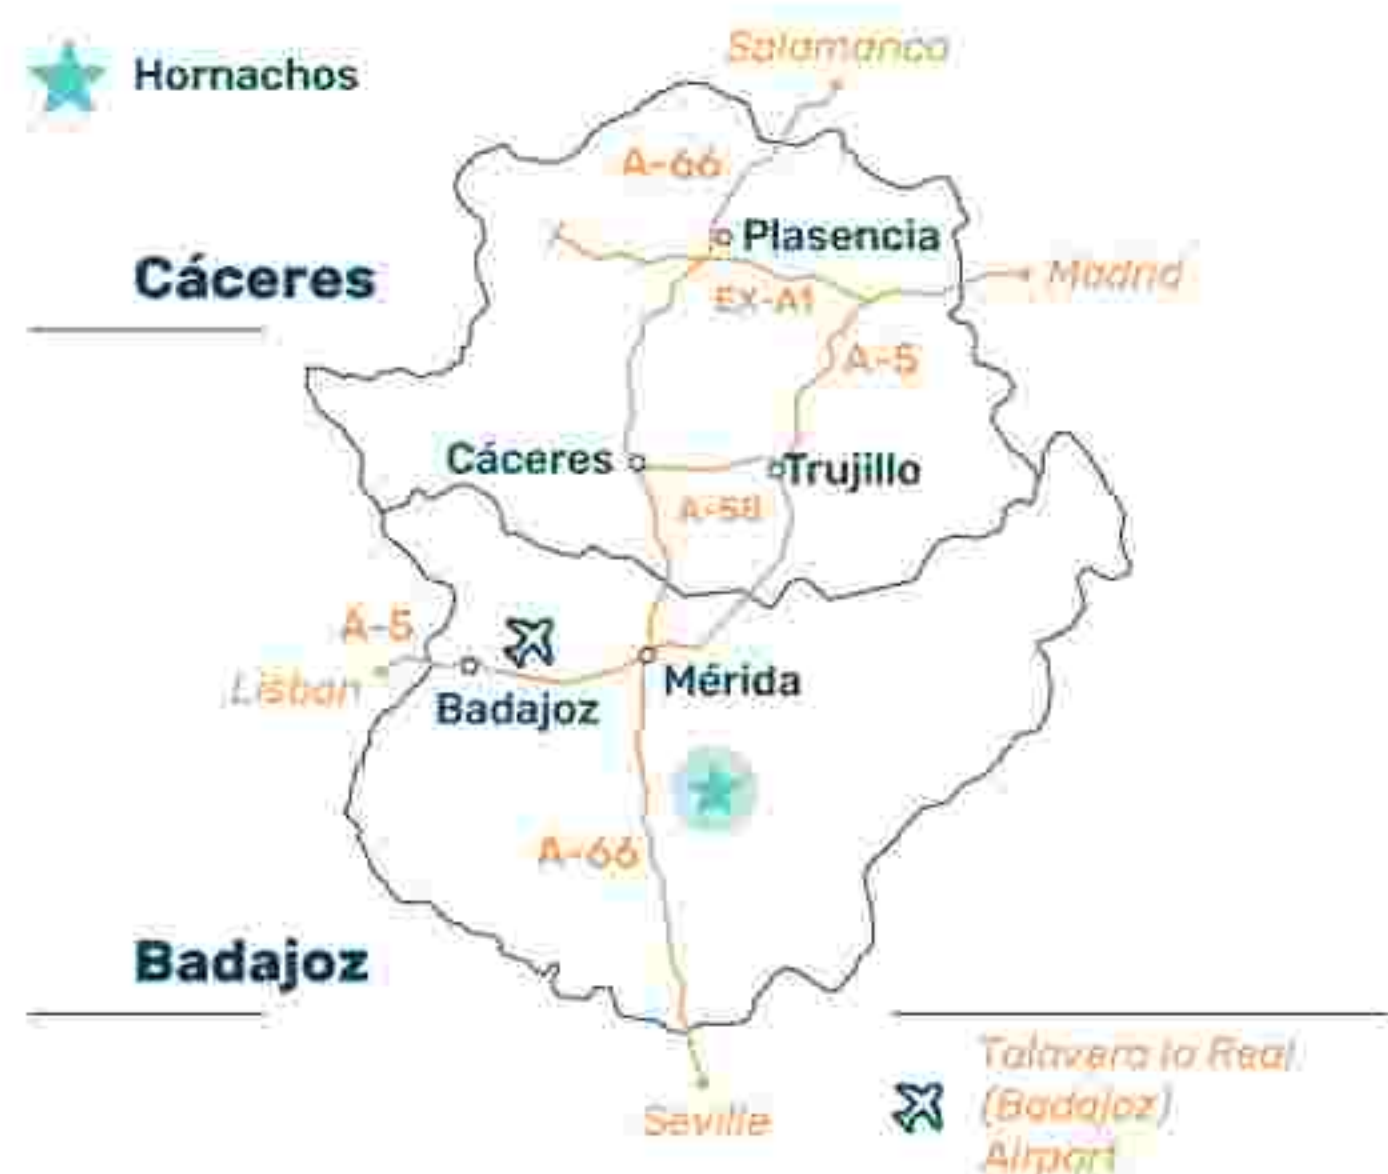 Salamanca
Hornachos
A-66
Plasencia
Cáceres
Madrid
EX-A1
A-5
Cáceres
Trujillo
A-58
A-5
Lisban
Mérida
Badajoz
A-66
Badajoz
Talavera la Real
(Badajoz)
Airport
Seville